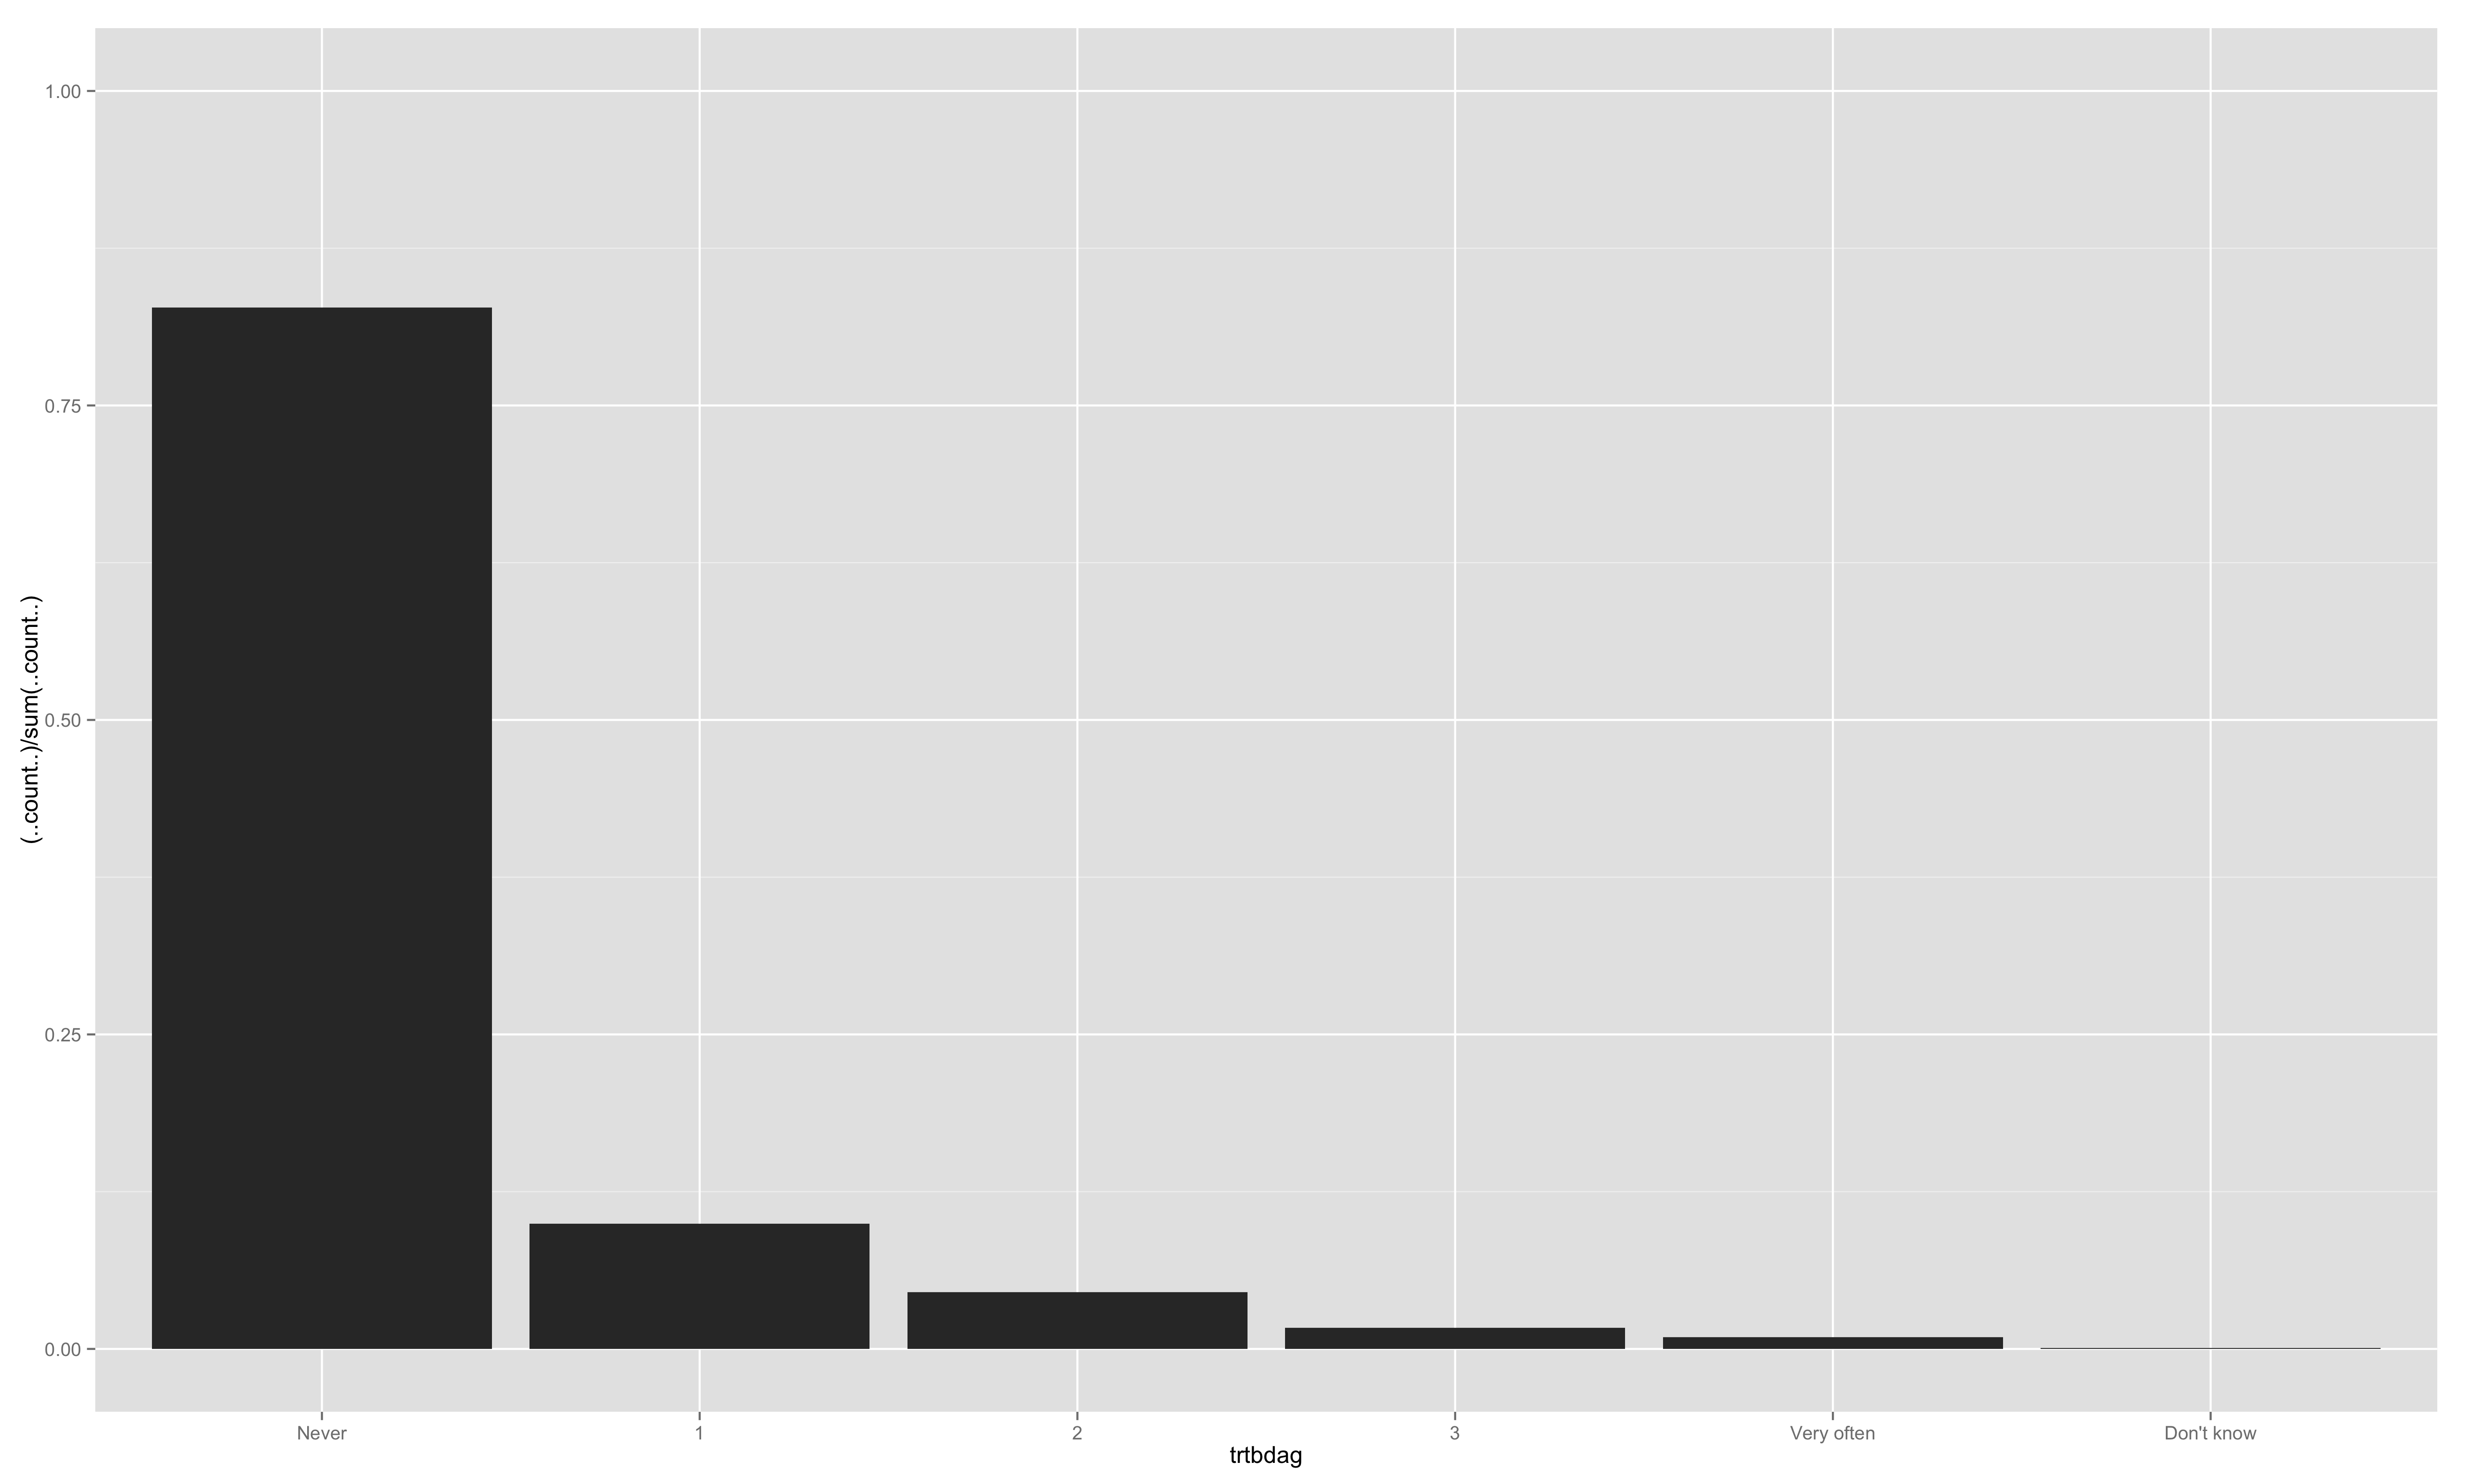 (..count..)/sum(..count..)
1.00
0.75
0.50
0.25
0.00
Never 1 2 3 Very often Don't know
trtbdag